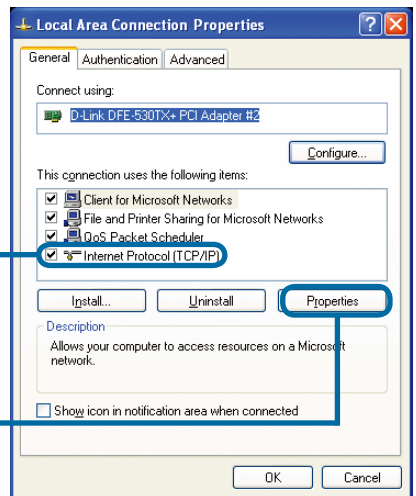 Local Area Connection Properties
General Authentication Advanced
Connect using:
D-Link DFE-530TX+ PCI Adapter #2
Configure...
This connection uses the following items:
Client for Microsoft Networks
File and Printer Sharing for Microsoft Networks
QoS Packet Scheduler
Internet Protocol (TCP/IP)
Install... Uninstall Properties
Description
Allows your computer to access resources on a Microsoft
network.
Show icon in notification area when connected
OK Cancel